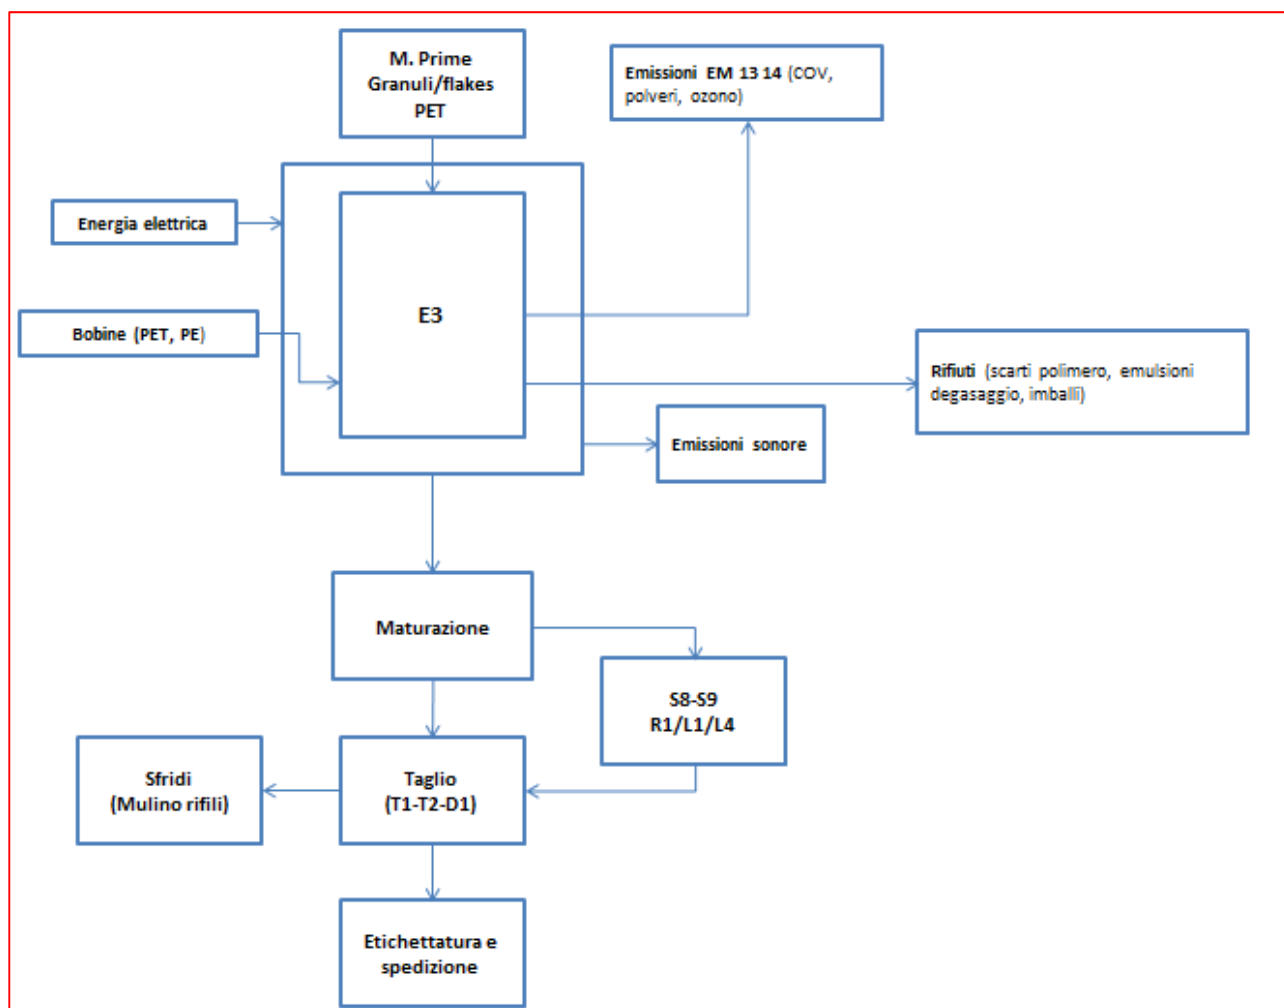 M. Prime
Granuli/flakes
PET
Emissioni EM 13 14 (COV,
polveri, ozono)
Energia elettrica
E3
Bobine (PET, PE)
Rifiuti (scarti polimero, emulsioni
degasaggio, imballi)
Emissioni sonore
Maturazione
S8-S9
R1/L1/L4
Sfridi
(Mulino rifili)
Taglio
(T1-T2-D1)
Etichettatura e
spedizione